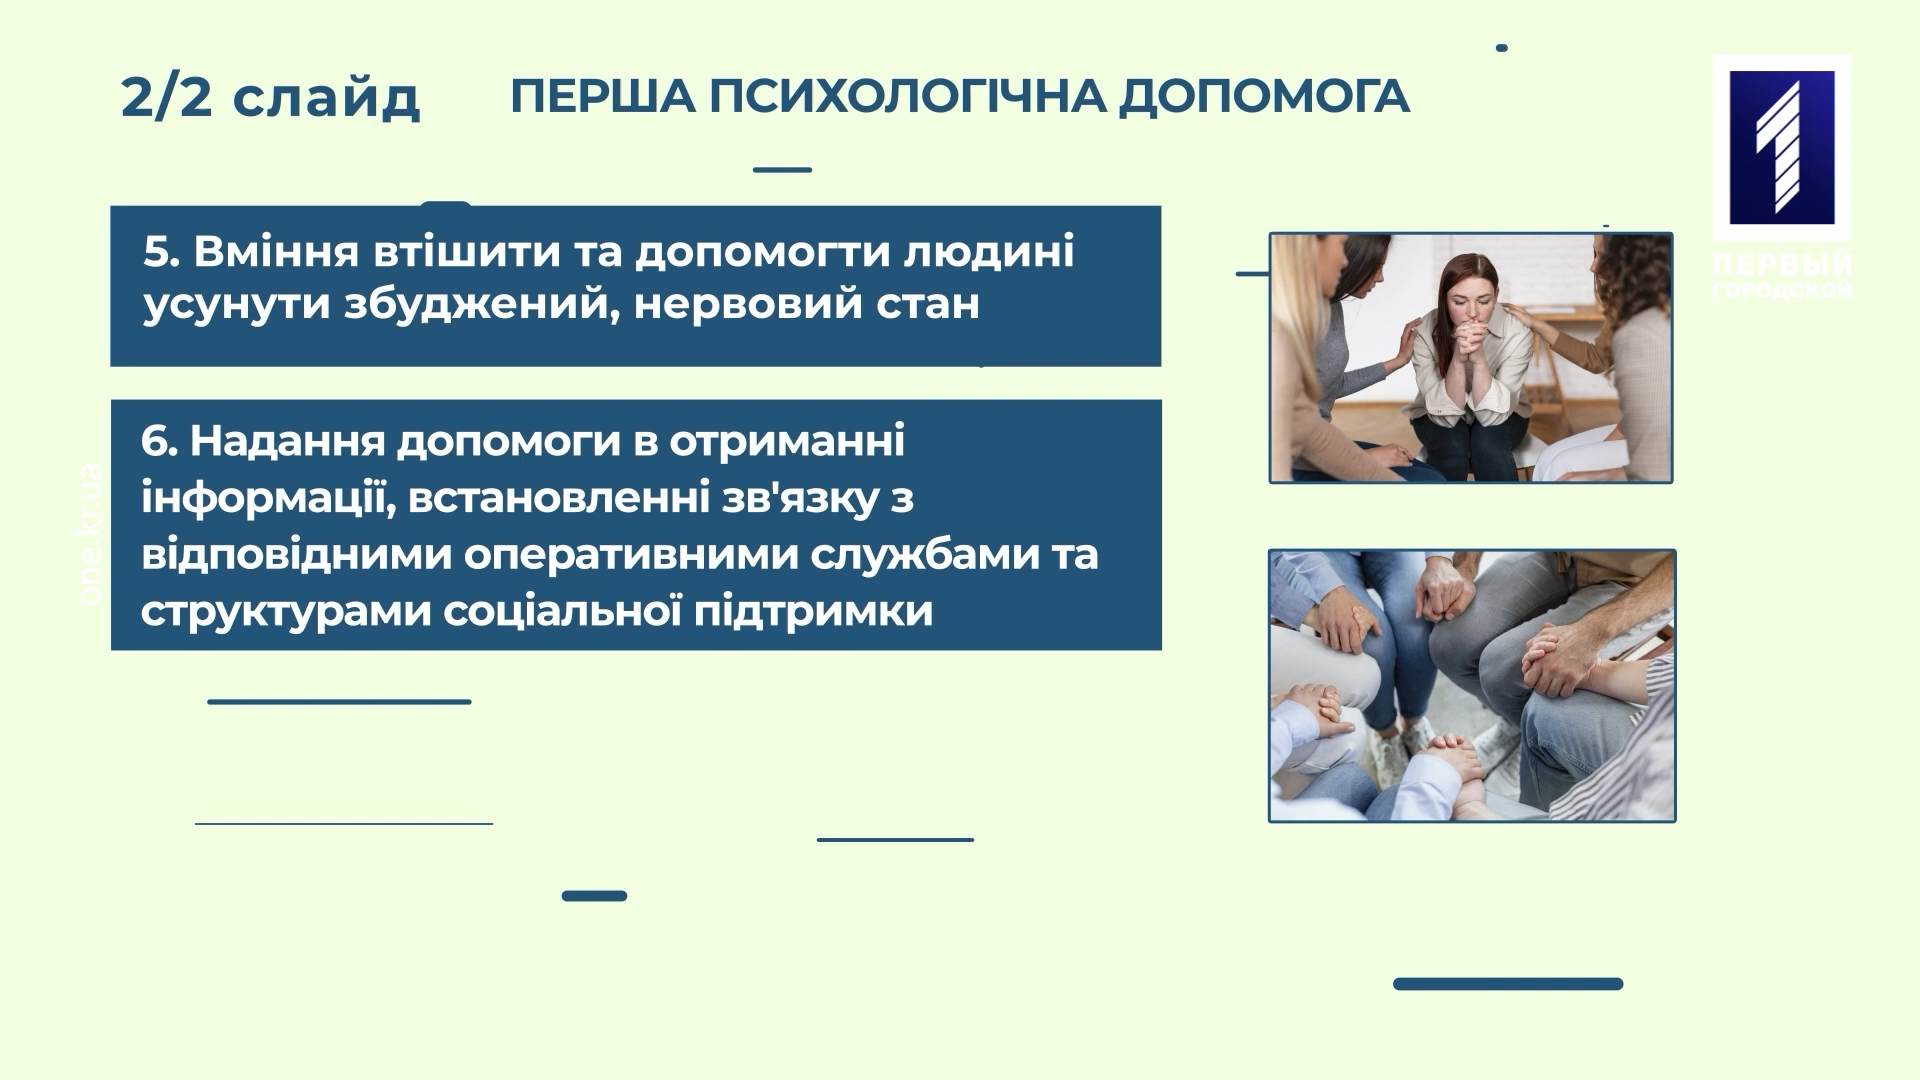 2/2 слайд
ПЕРША ПСИХОЛОГІЧНА ДОПОМОГА
5. Вміння втішити та допомогти людині
усунути збуджений, нервовий стан
6. Надання допомоги в отриманні
інформації, встановленні зв'язку з
відповідними оперативними службами та
структурами соціальної підтримки
1
ПЕРВЫЙ
ГОРОДСКОЙ
one.kr.ua